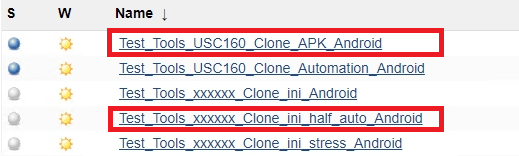 S W Name ↓
Test_Tools_USC160_Clone_APK_Android
Test_Tools_USC160_Clone_Automation_Android
Test_Tools_xxxxxx_Clone_ini_Android
Test_Tools_xxxxxx_Clone_ini_half_auto_Android
Test_Tools_xxxxxx_Clone_ini_stress_Android